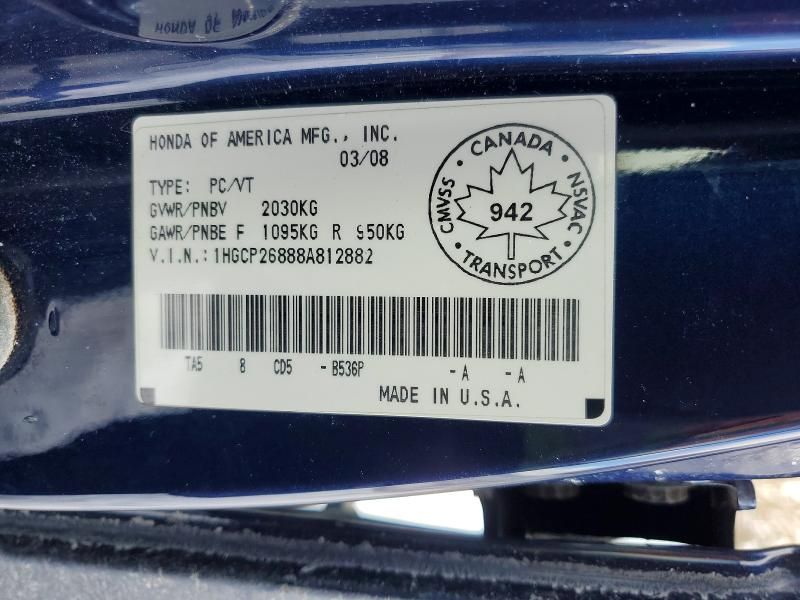 HONDA OF AMERICA MFG., INC.
03/08
TYPE: PC/VT
GVWR/PNBV 2030KG
GAWR/PNBE F 1095KG R 950KG
V.I.N.: 1HGCP26888A812882
CANADA
CMVSS
NSVAC
942
TRANSPORT
TA5 8 CD5 - B536P - A - A
MADE IN U.S.A.